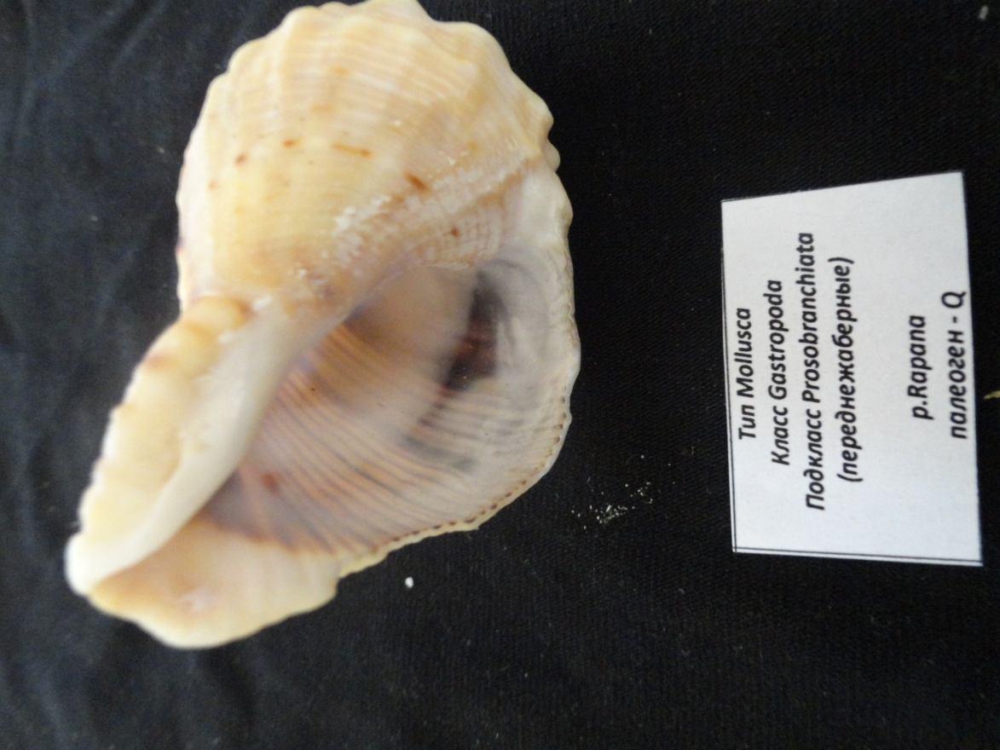 Тип Mollusca
Класс Gastropoda
Подкласс Prosobranchiata
(переднежаберные)
р.Rapana
палеоген - Q